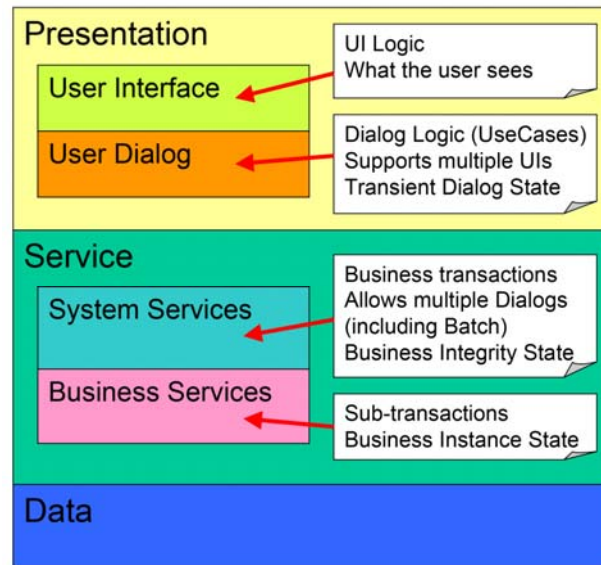 Presentation
User Interface
UI Logic
What the user sees
User Dialog
Dialog Logic (UseCases)
Supports multiple UIs
Transient Dialog State
Service
System Services
Business transactions
Allows multiple Dialogs
(including Batch)
Business Integrity State
Business Services
Sub-transactions
Business Instance State
Data